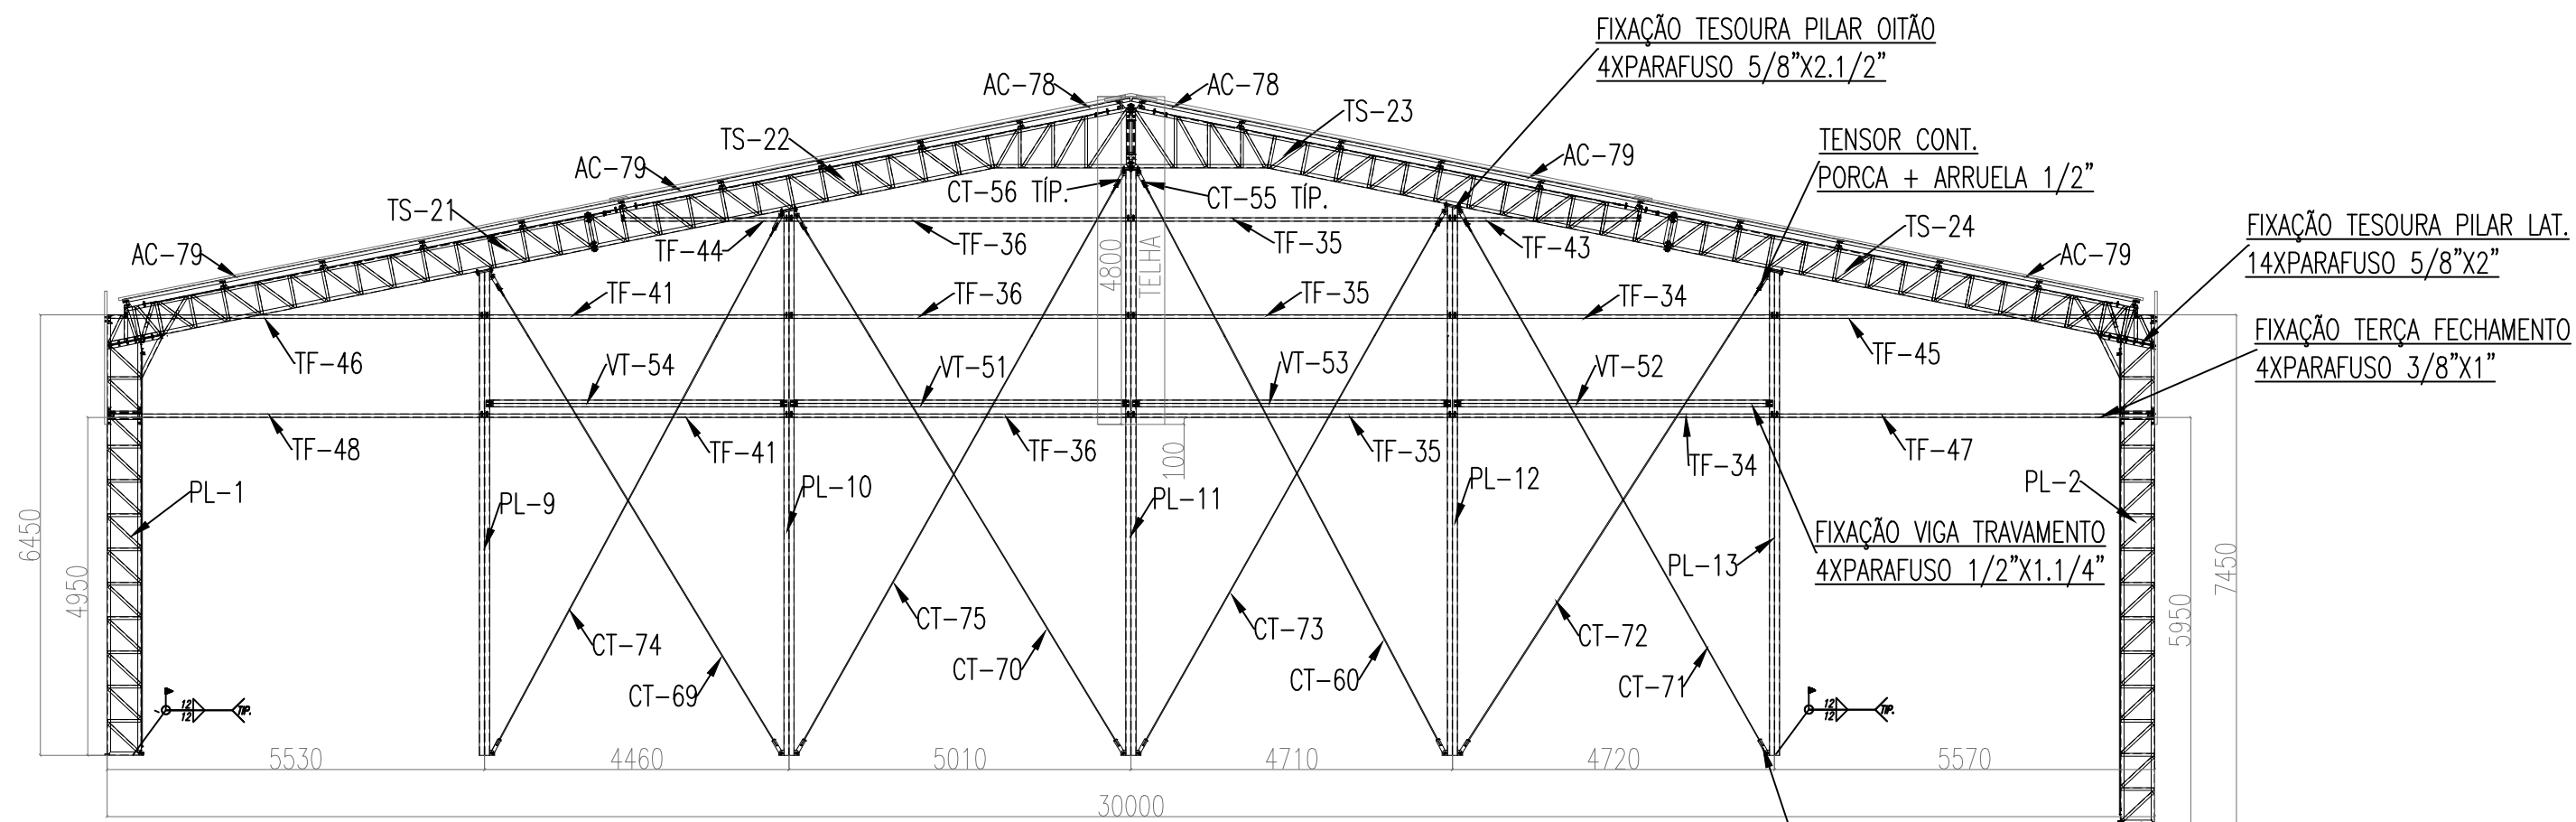 FIXAÇÃO TESOURA PILAR OITÃO
4XPARAFUSO 5/8"X2.1/2"
AC-78
AC-78
TS-23
TS-22
TENSOR CONT.
PORCA + ARRUELA 1/2"
AC-79
AC-79
CT-56 TÍP.
CT-55 TÍP.
TS-21
TS-24
FIXAÇÃO TESOURA PILAR LAT.
14XPARAFUSO 5/8"X2"
AC-79
TF-44
TF-36
4800
TELHA
TF-35
TF-43
AC-79
TF-41
TF-36
TF-35
TF-34
FIXAÇÃO TERÇA FECHAMENTO
4XPARAFUSO 3/8"X1"
TF-46
VT-54
VT-51
VT-53
VT-52
TF-45
TF-48
TF-41
TF-36
100
TF-35
TF-34
TF-47
PL-1
PL-9
PL-10
PL-11
PL-12
PL-2
6450
4950
FIXAÇÃO VIGA TRAVAMENTO
4XPARAFUSO 1/2"X1.1/4"
PL-13
7450
5950
CT-74
CT-75
CT-73
CT-72
CT-69
CT-70
CT-60
CT-71
12
12
TIP.
12
12
TIP.
5530
4460
5010
4710
4720
5570
30000